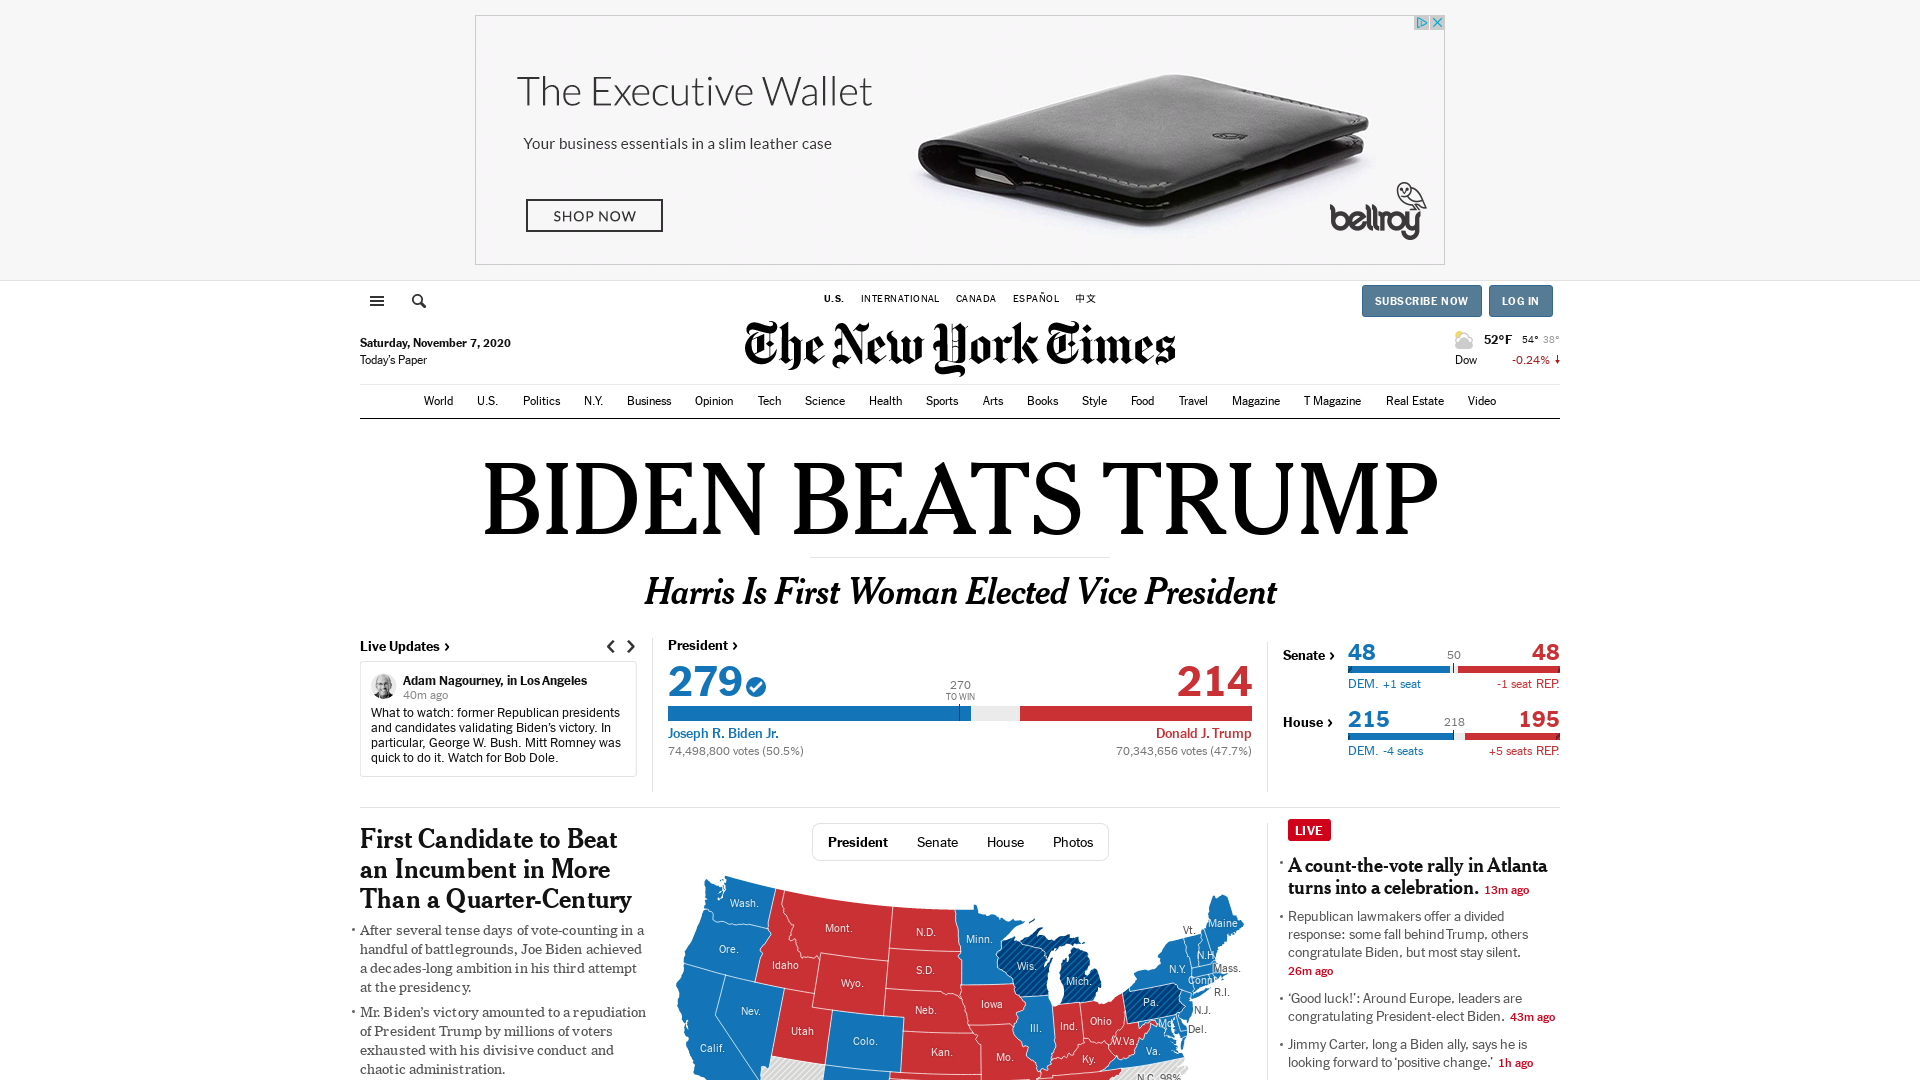 The Executive Wallet
Your business essentials in a slim leather case
SHOP NOW
bellroy
U.S. INTERNATIONAL CANADA ESPAÑOL 中文
SUBSCRIBE NOW LOG IN
The New York Times
Saturday, November 7, 2020
Today's Paper
52°F 54° 38°
Dow -0.24%
World U.S. Politics N.Y. Business Opinion Tech Science Health Sports Arts Books Style Food Travel Magazine T Magazine Real Estate Video
BIDEN BEATS TRUMP
Harris Is First Woman Elected Vice President
Live Updates
Adam Nagourney, in Los Angeles
40m ago
What to watch: former Republican presidents
and candidates validating Biden's victory. In
particular, George W. Bush. Mitt Romney was
quick to do it. Watch for Bob Dole.
President
279 270 214
TO WIN
Joseph R. Biden Jr. Donald J. Trump
74,498,800 votes (50.5%) 70,343,656 votes (47.7%)
Senate 48 50 48
DEM. +1 seat -1 seat REP.
House 215 218 195
DEM. -4 seats +5 seats REP.
First Candidate to Beat
an Incumbent in More
Than a Quarter-Century
After several tense days of vote-counting in a
handful of battlegrounds, Joe Biden achieved
a decades-long ambition in his third attempt
at the presidency.
Mr. Biden's victory amounted to a repudiation
of President Trump by millions of voters
exhausted with his divisive conduct and
chaotic administration.
President Senate House Photos
Wash.
Mont.
N.D.
Minn.
Vt.
Maine
Ore.
Idaho
S.D.
Wis.
N.H.
Wyo.
Mich.
N.Y.
Mass.
Conn.
R.I.
Nev.
Neb.
Iowa
Pa.
N.J.
Utah
Colo.
Ill.
Ind.
Ohio
Md.
Del.
Calif.
Kan.
Mo.
Ky.
W.Va.
Va.
N.C. 98%
LIVE
A count-the-vote rally in Atlanta
turns into a celebration. 13m ago
Republican lawmakers offer a divided
response: some fall behind Trump, others
congratulate Biden, but most stay silent.
26m ago
‘Good luck!’: Around Europe, leaders are
congratulating President-elect Biden. 43m ago
Jimmy Carter, long a Biden ally, says he is
looking forward to ‘positive change.’ 1h ago